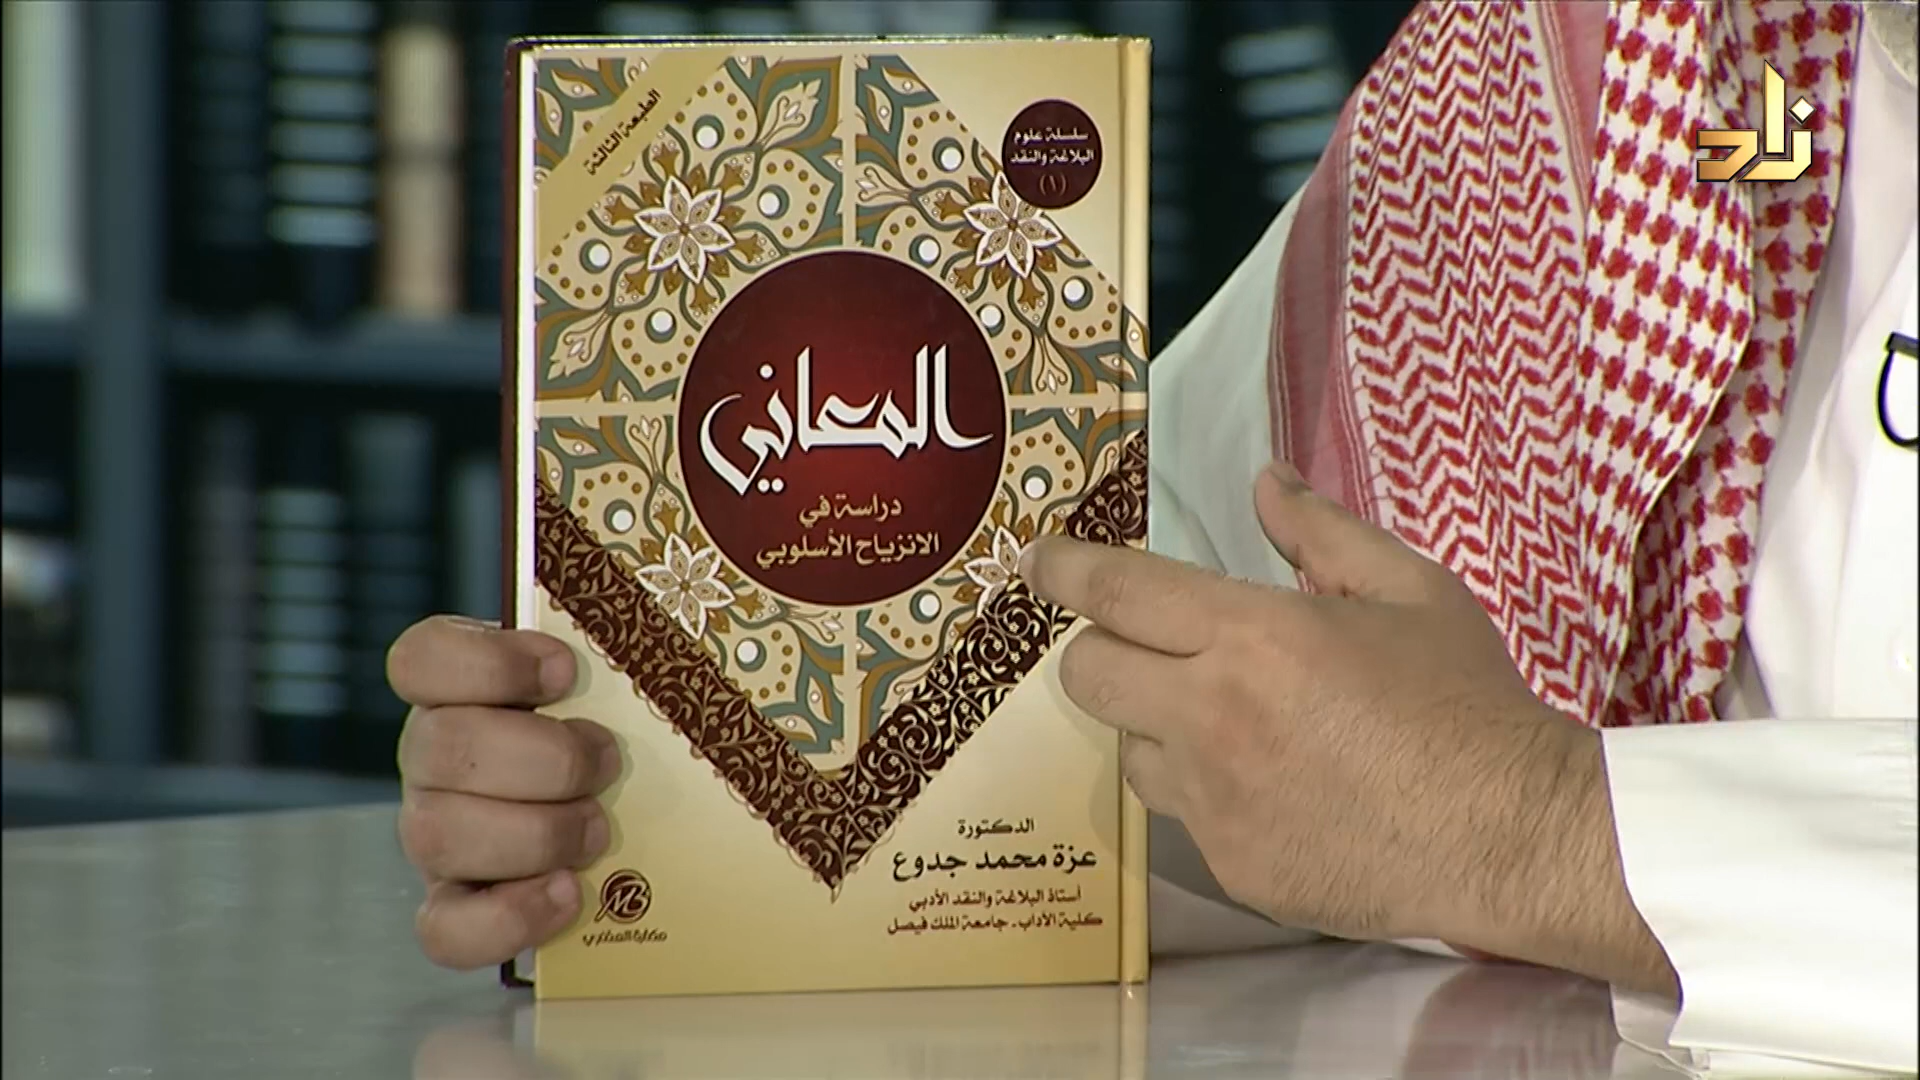 زاد
الطبعة الثالثة
سلسلة علوم
البلاغة والنقد
(١)
المعاني
دراسة في
الانزياح الأسلوبي
الدكتورة
عزة محمد جدوع
أستاذ البلاغة والنقد الأدبي
كلية الآداب - جامعة الملك فيصل
MB
مكتبة المتنبي